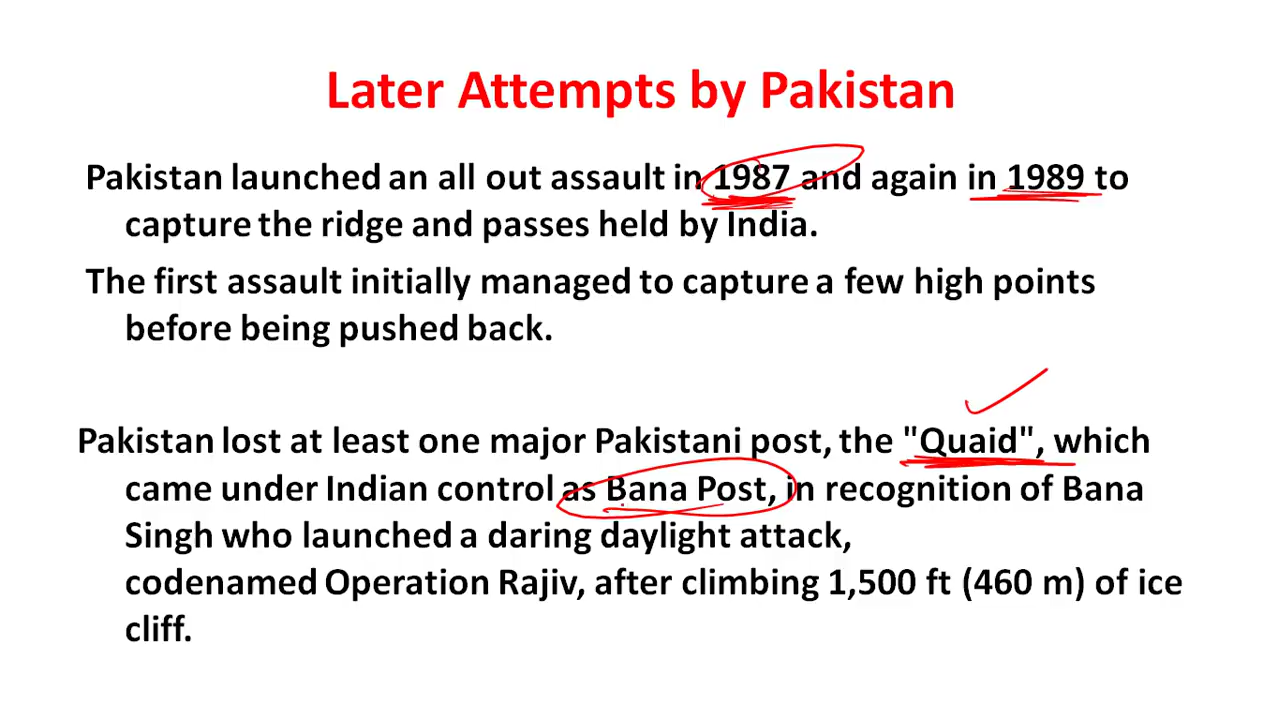 Later Attempts by Pakistan
Pakistan launched an all out assault in 1987 and again in 1989 to
capture the ridge and passes held by India.
The first assault initially managed to capture a few high points
before being pushed back.
Pakistan lost at least one major Pakistani post, the "Quaid", which
came under Indian control as Bana Post, in recognition of Bana
Singh who launched a daring daylight attack,
codenamed Operation Rajiv, after climbing 1,500 ft (460 m) of ice
cliff.